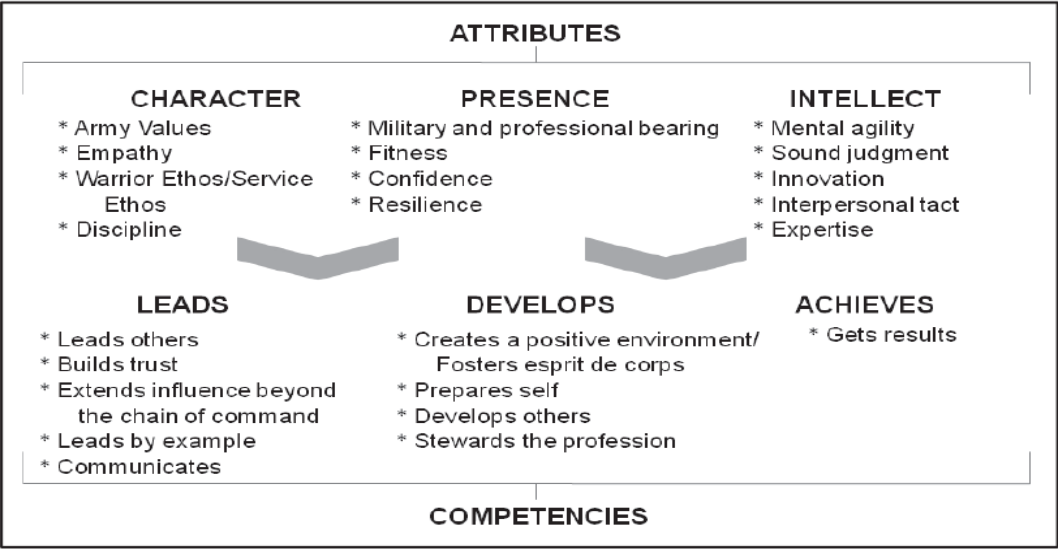 ATTRIBUTES
CHARACTER
* Army Values
* Empathy
* Warrior Ethos/Service
Ethos
* Discipline
PRESENCE
* Military and professional bearing
* Fitness
* Confidence
* Resilience
INTELLECT
* Mental agility
* Sound judgment
* Innovation
* Interpersonal tact
* Expertise
LEADS
* Leads others
* Builds trust
* Extends influence beyond
the chain of command
* Leads by example
* Communicates
DEVELOPS
* Creates a positive environment/
Fosters esprit de corps
* Prepares self
* Develops others
* Stewards the profession
ACHIEVES
* Gets results
COMPETENCIES